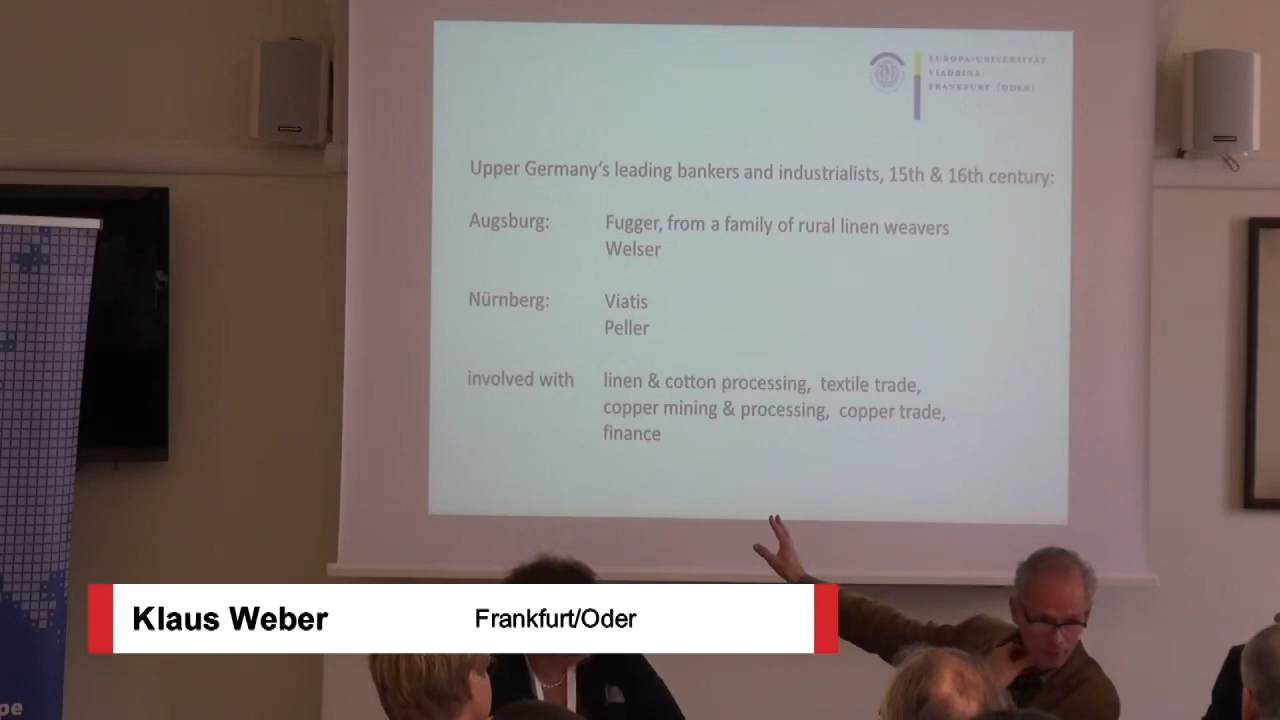 EUROPA-UNIVERSITÄT
VIADRINA
FRANKFURT (ODER)
Upper Germany's leading bankers and industrialists, 15th & 16th century:
Augsburg: Fugger, from a family of rural linen weavers
Welser
Nürnberg: Viatis
Peller
involved with linen & cotton processing, textile trade,
copper mining & processing, copper trade,
finance
Klaus Weber Frankfurt/Oder
pe